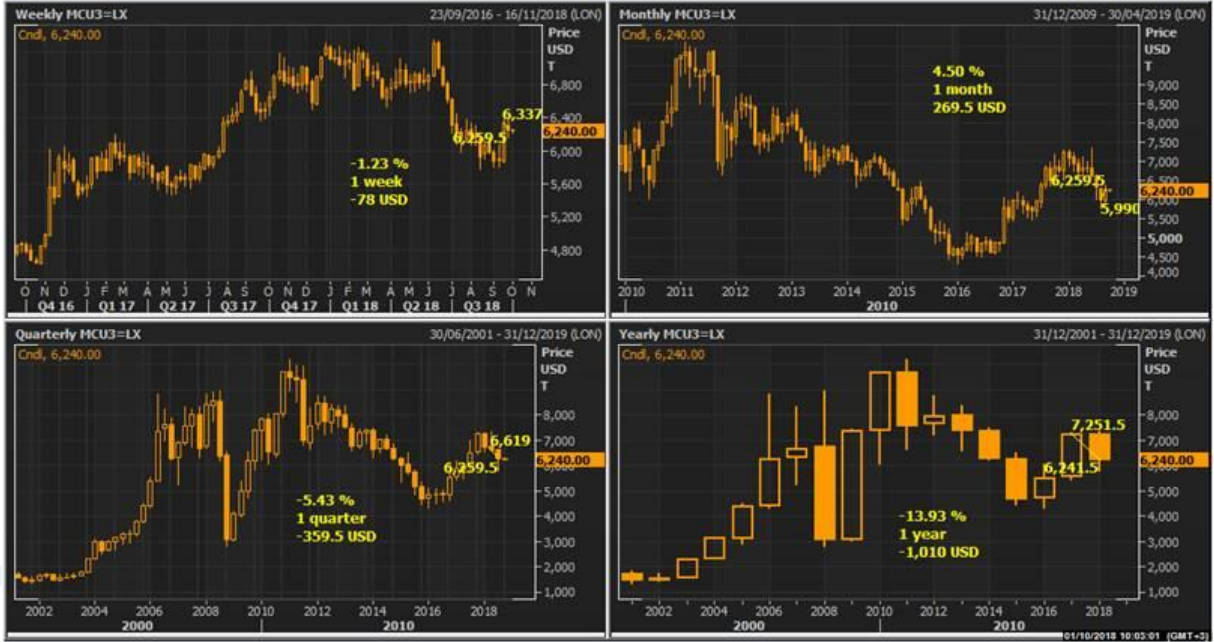 Weekly MCU3=LX
23/09/2016 - 16/11/2018 (LON)
Cndl, 6,240.00
Price
USD
T
6,800
6,400
6,337
6,259.5
6,240.00
6,000
5,600
5,200
4,800
-1.23 %
1 week
-78 USD
O N D J F M A M J J A S O N D J F M A M J J A S O N
Q4 16 Q1 17 Q2 17 Q3 17 Q4 17 Q1 18 Q2 18 Q3 18
Monthly MCU3=LX
31/12/2009 - 30/04/2019 (LON)
Cndl, 6,240.00
Price
USD
T
4.50 %
1 month
269.5 USD
9,000
8,500
8,000
7,500
7,000
6,500
6,259.5
6,240.00
6,000
5,990
5,500
5,000
4,500
4,000
2010 2011 2012 2013 2014 2015 2016 2017 2018 2019
2010
Quarterly MCU3=LX
30/06/2001 - 31/12/2019 (LON)
Cndl, 6,240.00
Price
USD
T
8,000
7,000
6,619
6,259.5
6,240.00
6,000
5,000
4,000
3,000
2,000
1,000
-5.43 %
1 quarter
-359.5 USD
2002 2004 2006 2008 2010 2012 2014 2016 2018
2000 2010
Yearly MCU3=LX
31/12/2001 - 31/12/2019 (LON)
Cndl, 6,240.00
Price
USD
T
8,000
7,251.5
7,000
6,241.5
6,240.00
6,000
5,000
4,000
3,000
2,000
1,000
-13.93 %
1 year
-1,010 USD
2002 2004 2006 2008 2010 2012 2014 2016 2018
2000 2010
01/10/2018 10:03:01 (GMT+3)